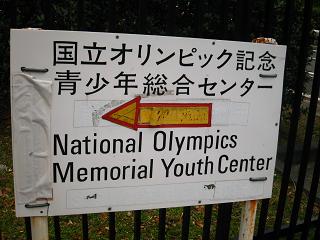 国立オリンピック記念
青少年総合センター
National Olympics
Memorial Youth Center